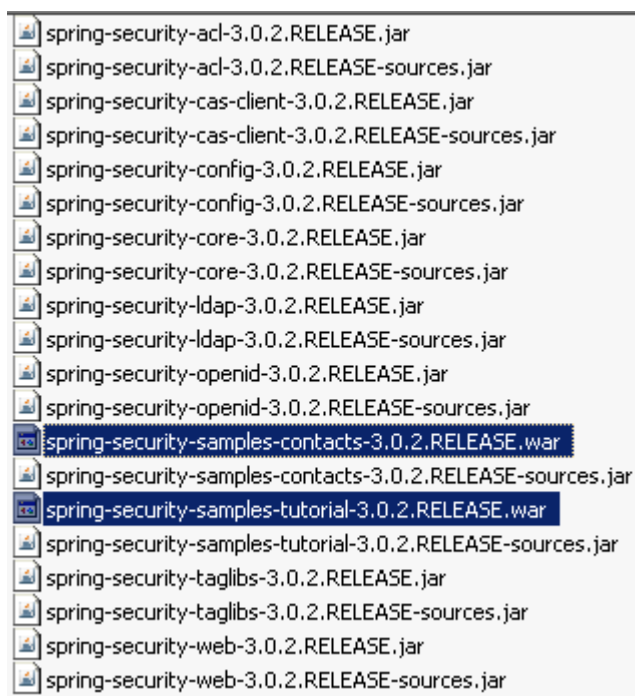 spring-security-acl-3.0.2.RELEASE.jar
spring-security-acl-3.0.2.RELEASE-sources.jar
spring-security-cas-client-3.0.2.RELEASE.jar
spring-security-cas-client-3.0.2.RELEASE-sources.jar
spring-security-config-3.0.2.RELEASE.jar
spring-security-config-3.0.2.RELEASE-sources.jar
spring-security-core-3.0.2.RELEASE.jar
spring-security-core-3.0.2.RELEASE-sources.jar
spring-security-ldap-3.0.2.RELEASE.jar
spring-security-ldap-3.0.2.RELEASE-sources.jar
spring-security-openid-3.0.2.RELEASE.jar
spring-security-openid-3.0.2.RELEASE-sources.jar
spring-security-samples-contacts-3.0.2.RELEASE.war
spring-security-samples-contacts-3.0.2.RELEASE-sources.jar
spring-security-samples-tutorial-3.0.2.RELEASE.war
spring-security-samples-tutorial-3.0.2.RELEASE-sources.jar
spring-security-taglibs-3.0.2.RELEASE.jar
spring-security-taglibs-3.0.2.RELEASE-sources.jar
spring-security-web-3.0.2.RELEASE.jar
spring-security-web-3.0.2.RELEASE-sources.jar